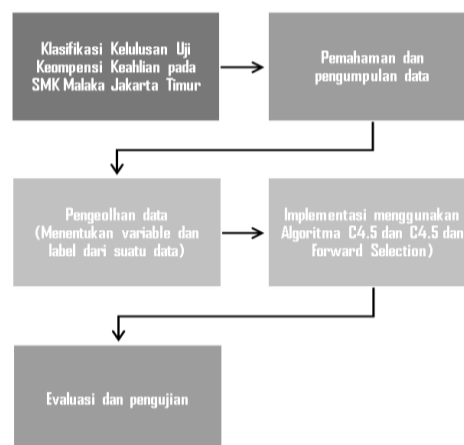 Klasifikasi Kelulusan Uji
Keompensi Keahlian pada
SMK Malaka Jakarta Timur
Pemahaman dan
pengumpulan data
Pengeolhan data
(Menentukan variable dan
label dari suatu data)
Implementasi menggunakan
Algoritma C4.5 dan C4.5 dan
Forward Selection)
Evaluasi dan pengujian